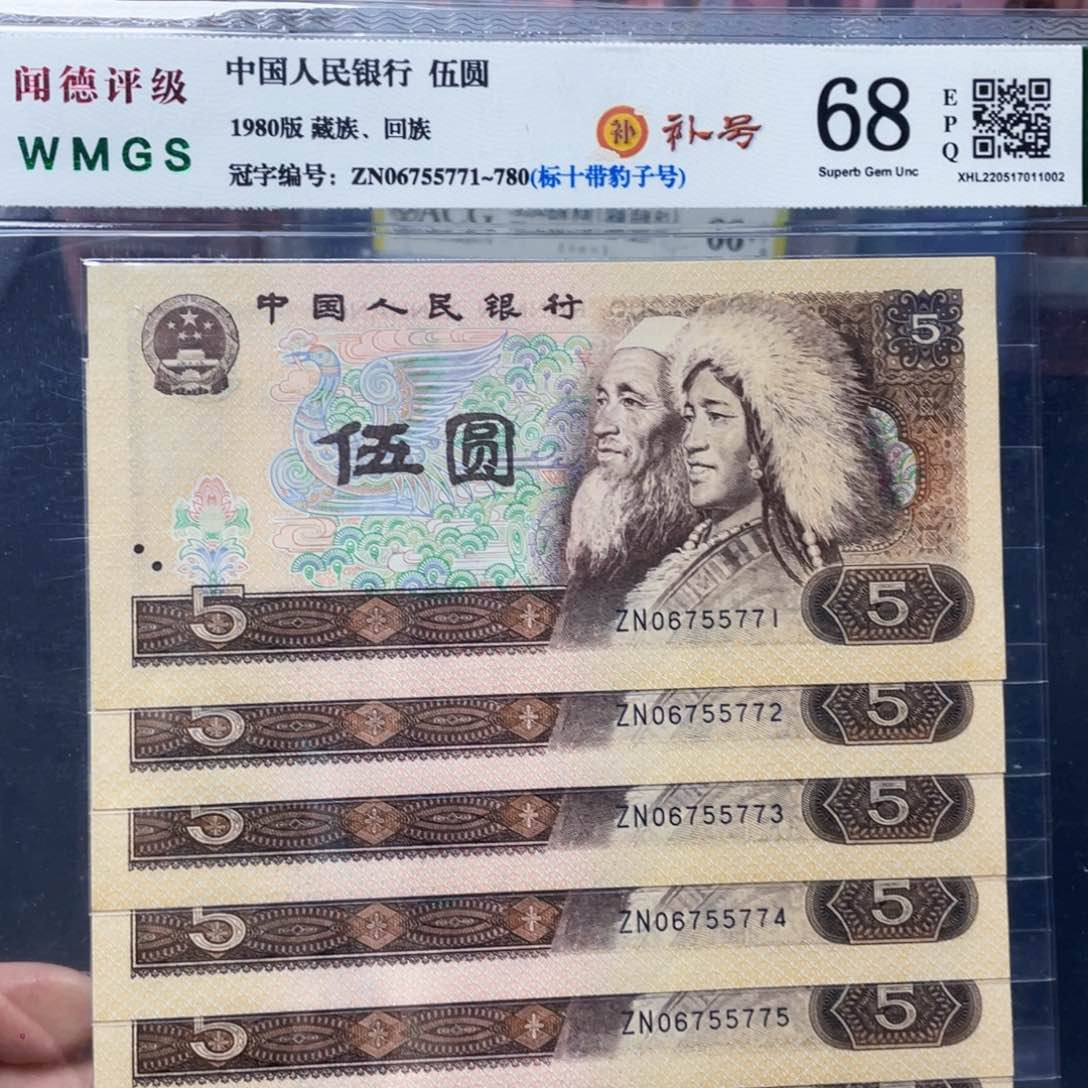 闻德评级
WMGS
中国人民银行 伍圆
1980版 藏族、回族
冠字编号：ZN06755771~780(标十带豹子号)
补 补号
68
Superb Gem Unc
EPQ
XHL220517011002
ACG
66
中国人民银行
5
伍圆
5
ZN06755771
5
5
ZN06755772
5
5
ZN06755773
5
5
ZN06755774
5
5
ZN06755775
5